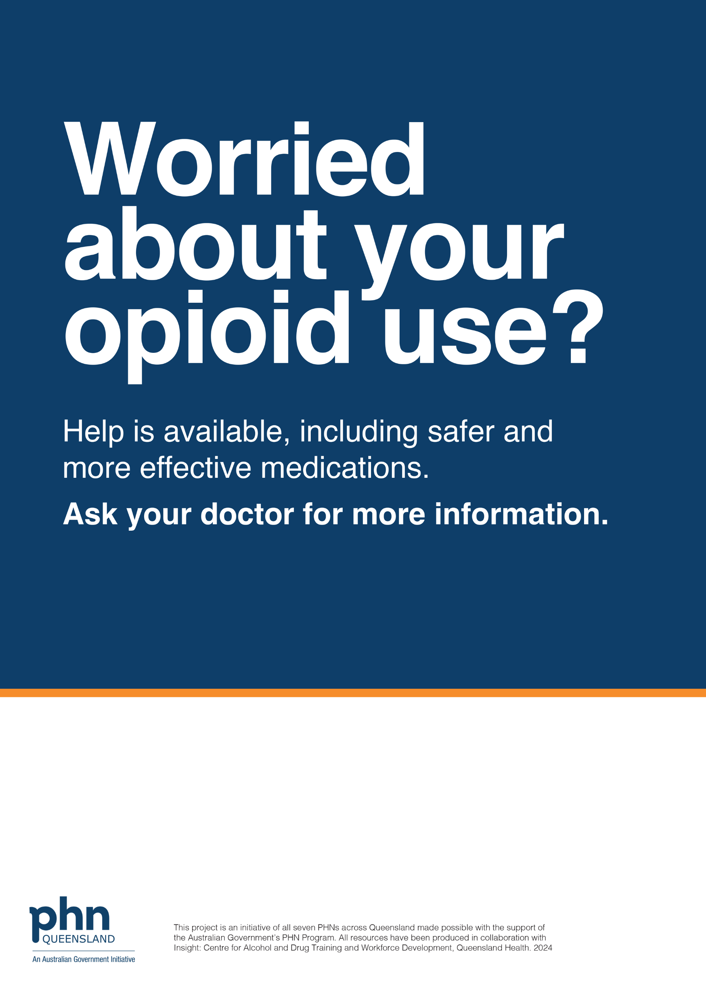 Worried
about your
opioid use?
Help is available, including safer and
more effective medications.
Ask your doctor for more information.
phn
QUEENSLAND
An Australian Government Initiative
This project is an initiative of all seven PHNs across Queensland made possible with the support of
the Australian Government’s PHN Program. All resources have been produced in collaboration with
Insight: Centre for Alcohol and Drug Training and Workforce Development, Queensland Health. 2024